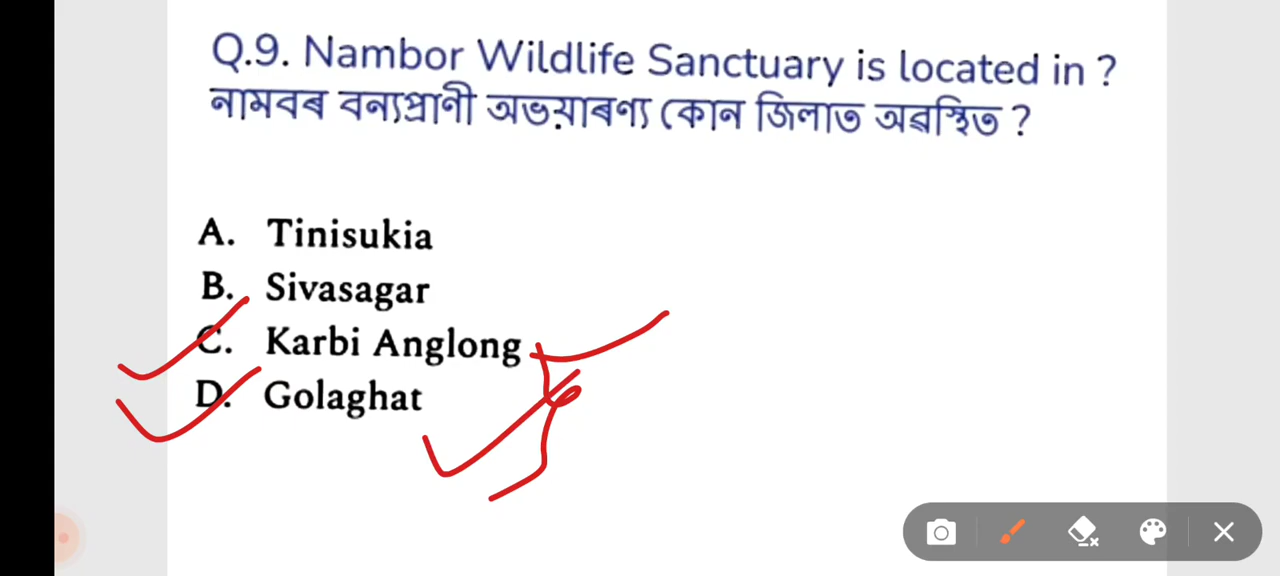 Q.9. Nambor Wildlife Sanctuary is located in ?
নামবৰ বন্যপ্ৰাণী অভয়াৰণ্য কোন জিলাত অৱস্থিত ?
A. Tinisukia
B. Sivasagar
C. Karbi Anglong
D. Golaghat